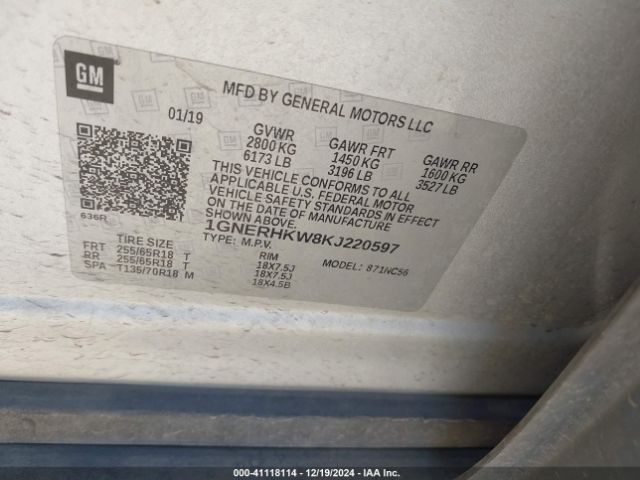 GM
MFD BY GENERAL MOTORS LLC
01/19
GVWR GAWR FRT GAWR RR
2800 KG 1450 KG 1600 KG
6173 LB 3196 LB 3527 LB
THIS VEHICLE CONFORMS TO ALL
APPLICABLE U.S. FEDERAL MOTOR
VEHICLE SAFETY STANDARDS IN EFFECT
ON THE DATE OF MANUFACTURE
SHOWN ABOVE.
636R
1GNERHKW8KJ220597
TYPE: M.P.V. MODEL: 871NC56
TIRE SIZE RIM
FRT 255/65R18 T 18X7.5J
RR 255/65R18 T 18X7.5J
SPA T135/70R18 M 18X4.5B
000-41118114 - 12/19/2024 - IAA Inc.